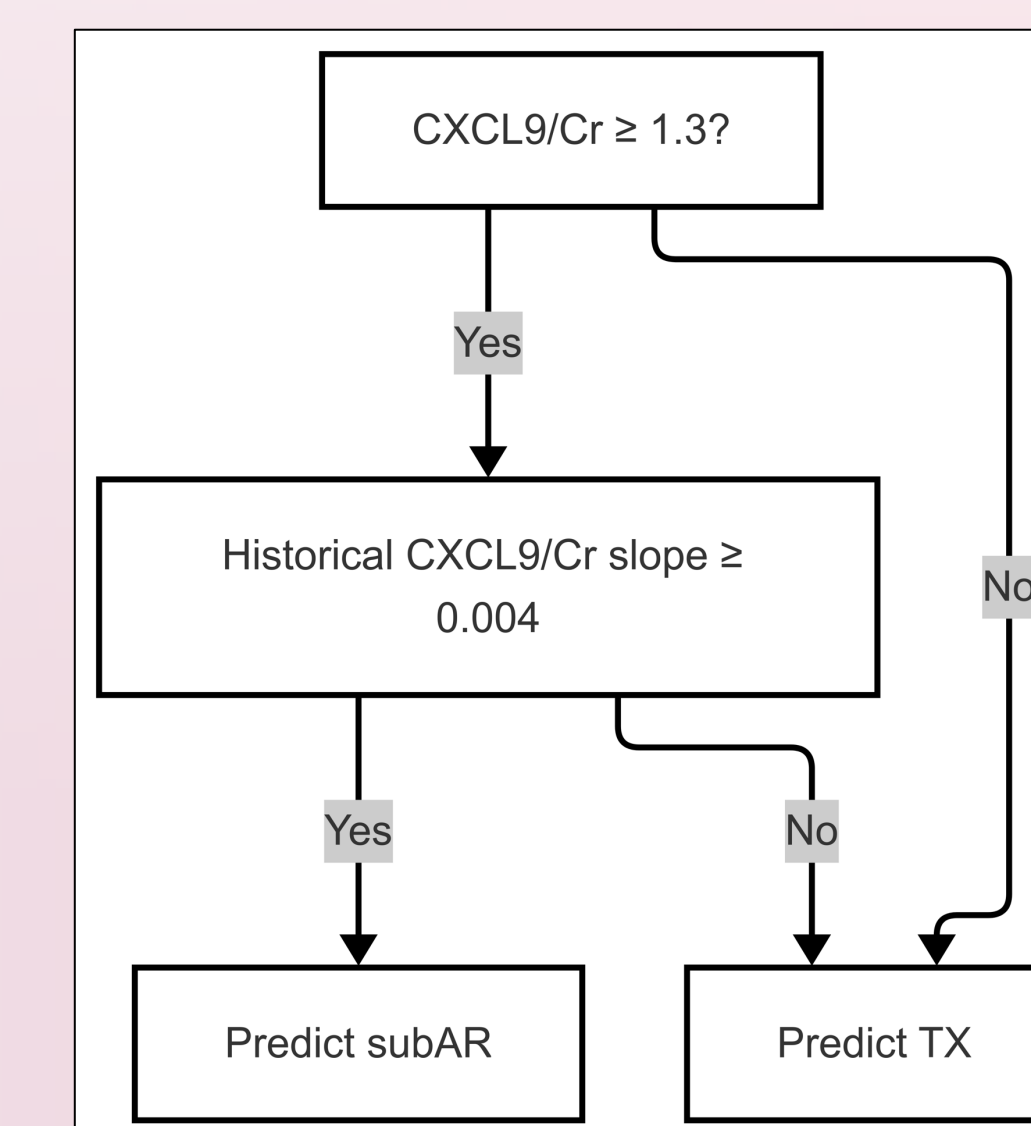 CXCL9/Cr ≥ 1.3?
Yes
Historical CXCL9/Cr slope ≥
0.004
No
Yes
No
Predict subAR
Predict TX